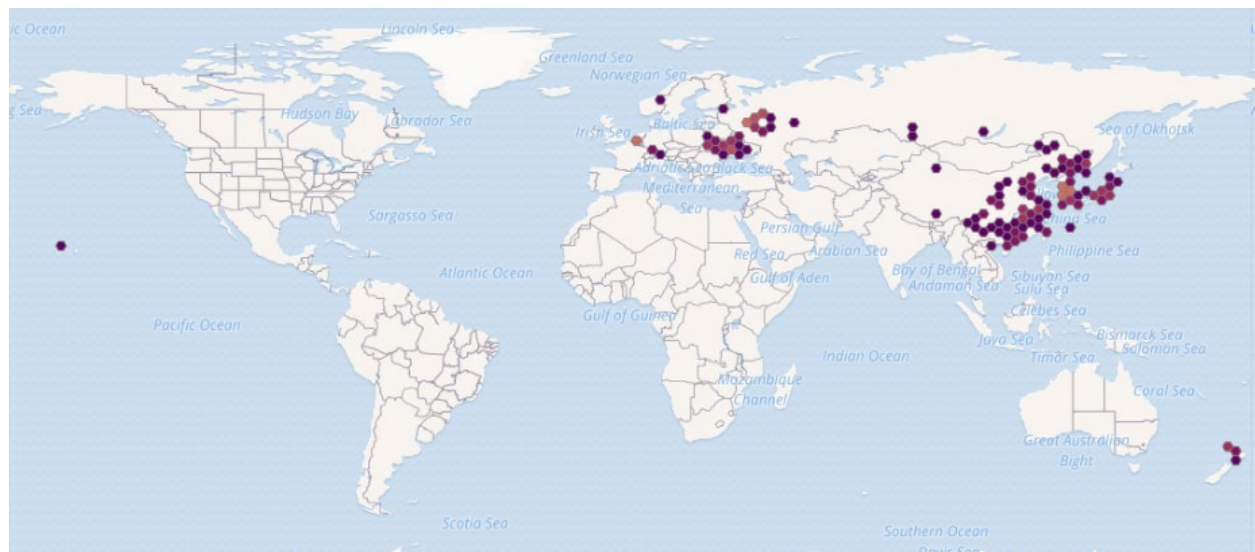 Lincoln Sea
Greenland Sea
Norwegian Sea
Hudson Bay
Labrador Sea
Irish Sea
Baltic Sea
Sea of Okhotsk
Adriatic Sea
Black Sea
Mediterranean
Sea
Sargasso Sea
Persian Gulf
Arabian Sea
Red Sea
Gulf of Aden
Atlantic Ocean
Philippine Sea
Bay of Bengal
Andaman Sea
Sibuyan Sea
Sulu Sea
Celebes Sea
Pacific Ocean
Gulf of Guinea
Indian Ocean
Java Sea
Timor Sea
Bismarck Sea
Solomon Sea
Mozambique
Channel
Coral Sea
Great Australian
Bight
Scotia Sea
Southern Ocean